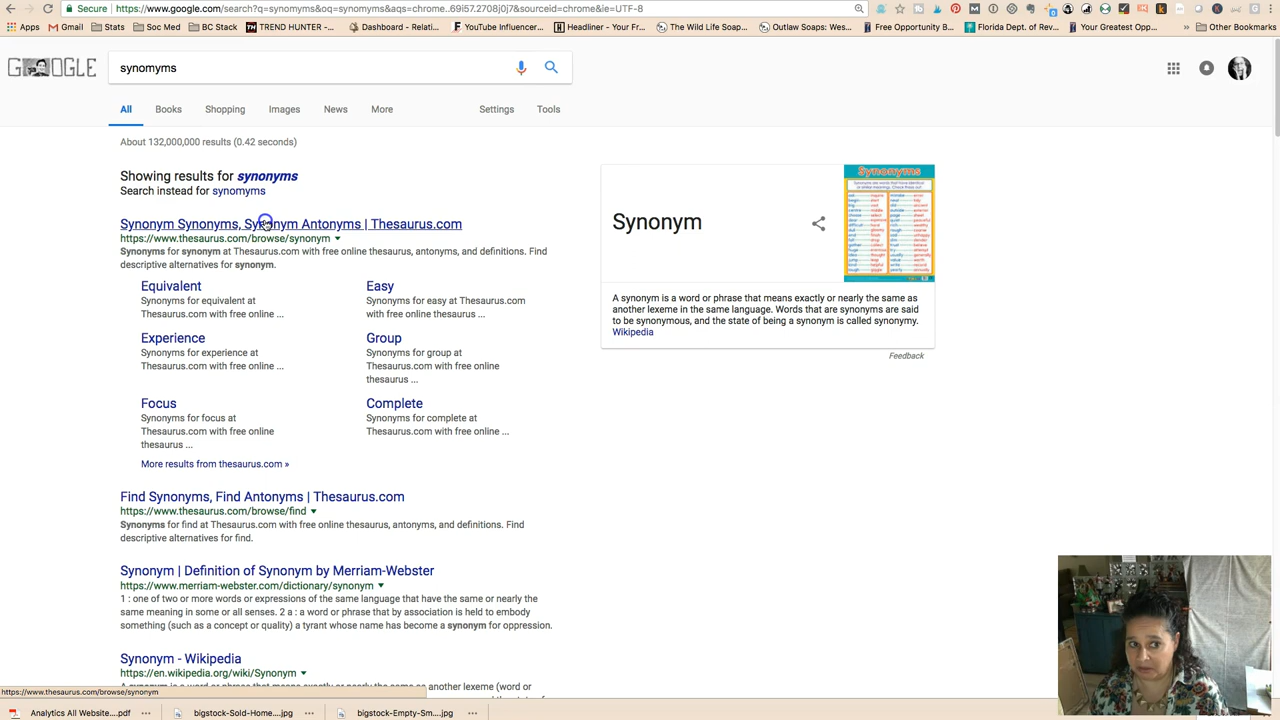 Secure https://www.google.com/search?q=synomyms&oq=synomyms&aqs=chrome..69i57.2708j0j7&sourceid=chrome&ie=UTF-8
Apps Gmail Stats Soc Med BC Stack TREND HUNTER -... Dashboard - Relati... YouTube Influencer... Headliner - Your Fr... The Wild Life Soap... Outlaw Soaps: Wes... Free Opportunity B... Florida Dept. of Rev... Your Greatest Opp... » Other Bookmarks
GOOGLE synomyms
All Books Shopping Images News More Settings Tools
About 132,000,000 results (0.42 seconds)
Showing results for synonyms
Search instead for synomyms
Synonym Synonyms, Synonym Antonyms | Thesaurus.com
https://www.thesaurus.com/browse/synonym
Synonyms for synonym at Thesaurus.com with free online thesaurus, antonyms, and definitions. Find
descriptive alternatives for synonym.
Equivalent
Synonyms for equivalent at
Thesaurus.com with free online ...
Easy
Synonyms for easy at Thesaurus.com
with free online thesaurus ...
Experience
Synonyms for experience at
Thesaurus.com with free online ...
Group
Synonyms for group at
Thesaurus.com with free online
thesaurus ...
Focus
Synonyms for focus at
Thesaurus.com with free online
thesaurus ...
Complete
Synonyms for complete at
Thesaurus.com with free online ...
More results from thesaurus.com »
Find Synonyms, Find Antonyms | Thesaurus.com
https://www.thesaurus.com/browse/find
Synonyms for find at Thesaurus.com with free online thesaurus, antonyms, and definitions. Find
descriptive alternatives for find.
Synonym | Definition of Synonym by Merriam-Webster
https://www.merriam-webster.com/dictionary/synonym
1 : one of two or more words or expressions of the same language that have the same or nearly the
same meaning in some or all senses. 2 a : a word or phrase that by association is held to embody
something (such as a concept or quality) a tyrant whose name has become a synonym for oppression.
Synonym - Wikipedia
https://en.wikipedia.org/wiki/Synonym
another lexeme (word or
Synonym
Synonyms
A synonym is a word or phrase that means exactly or nearly the same as
another lexeme in the same language. Words that are synonyms are said
to be synonymous, and the state of being a synonym is called synonymy.
Wikipedia
Feedback
https://www.thesaurus.com/browse/synonym
Analytics All Website....pdf bigstock-Sold-Home....jpg bigstock-Empty-Sm....jpg